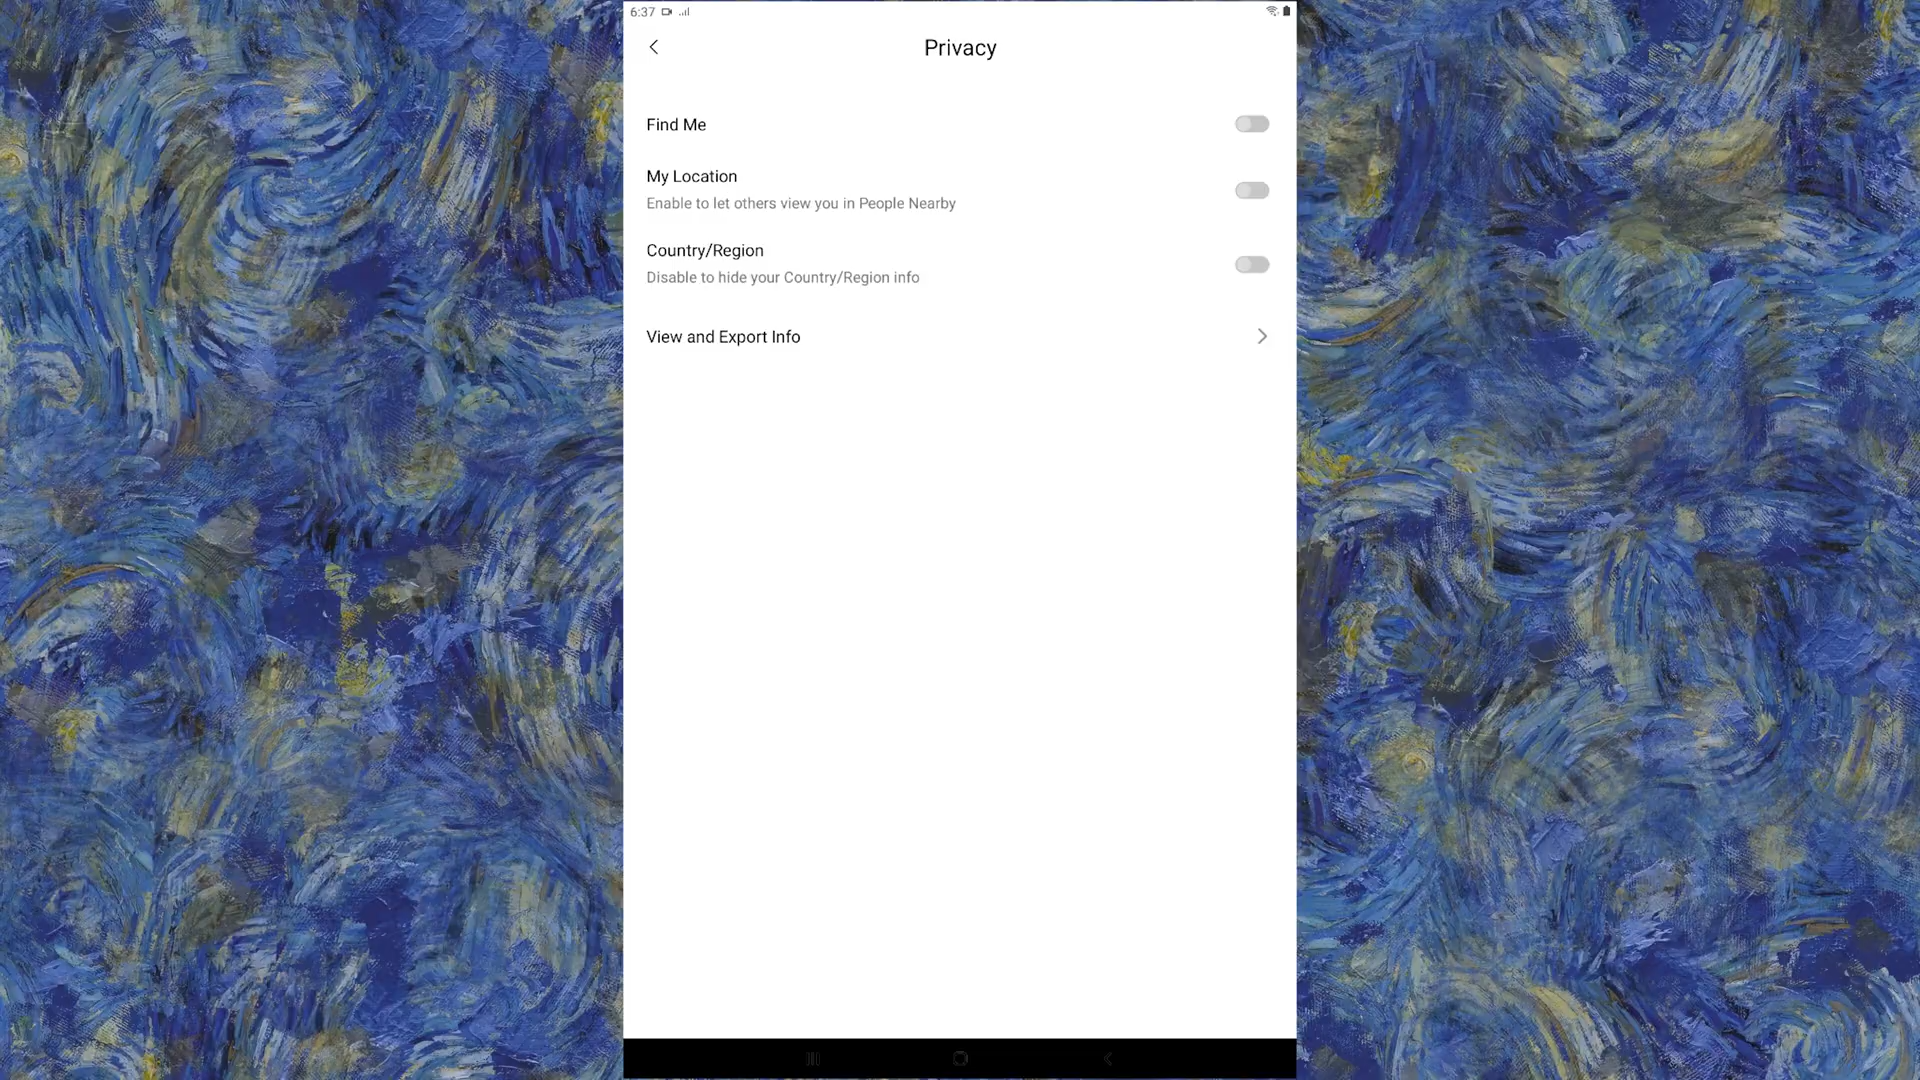 6:37
Privacy
Find Me
My Location
Enable to let others view you in People Nearby
Country/Region
Disable to hide your Country/Region info
View and Export Info